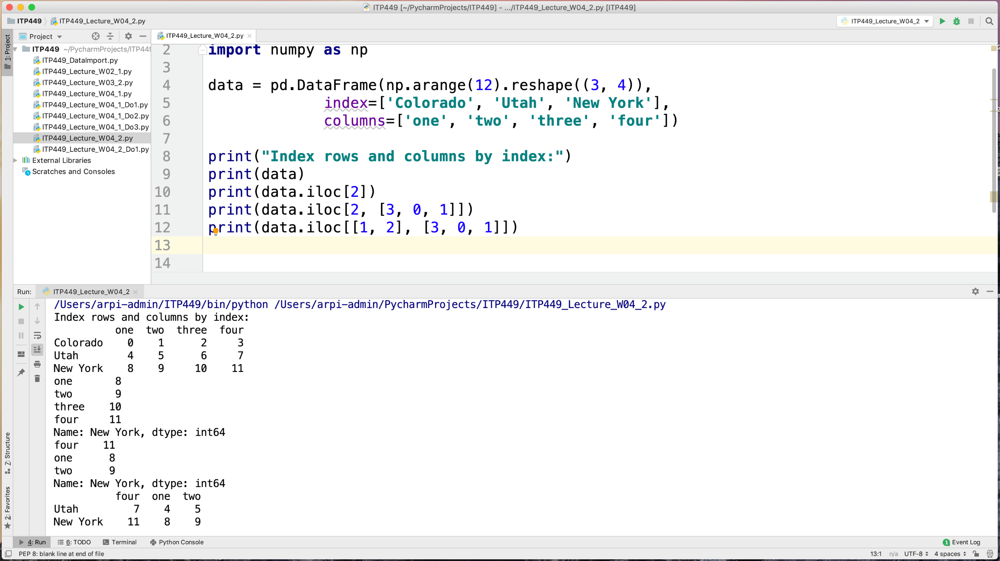 ITP449 [~/PycharmProjects/ITP449] - .../ITP449_Lecture_W04_2.py [ITP449]
ITP449 ITP449_Lecture_W04_2.py
ITP449_Lecture_W04_2
1: Project
Project
ITP449 ~/PycharmProjects/ITP449
ITP449_DataImport.py
ITP449_Lecture_W02_1.py
ITP449_Lecture_W03_2.py
ITP449_Lecture_W04_1.py
ITP449_Lecture_W04_1_Do1.py
ITP449_Lecture_W04_1_Do2.py
ITP449_Lecture_W04_1_Do3.py
ITP449_Lecture_W04_2.py
ITP449_Lecture_W04_2_Do1.py
External Libraries
Scratches and Consoles
ITP449_Lecture_W04_2.py
2 import numpy as np
3
4 data = pd.DataFrame(np.arange(12).reshape((3, 4)),
5 index=['Colorado', 'Utah', 'New York'],
6 columns=['one', 'two', 'three', 'four'])
7
8 print("Index rows and columns by index:")
9 print(data)
10 print(data.iloc[2])
11 print(data.iloc[2, [3, 0, 1]])
12 print(data.iloc[[1, 2], [3, 0, 1]])
13
14
Run: ITP449_Lecture_W04_2
/Users/arpi-admin/ITP449/bin/python /Users/arpi-admin/PycharmProjects/ITP449/ITP449_Lecture_W04_2.py
Index rows and columns by index:
one two three four
Colorado 0 1 2 3
Utah 4 5 6 7
New York 8 9 10 11
one 8
two 9
three 10
four 11
Name: New York, dtype: int64
four 11
one 8
two 9
Name: New York, dtype: int64
four one two
Utah 7 4 5
New York 11 8 9
Z: Structure
2: Favorites
4: Run 6: TODO Terminal Python Console
1 Event Log
PEP 8: blank line at end of file
13:1 n/a UTF-8 4 spaces